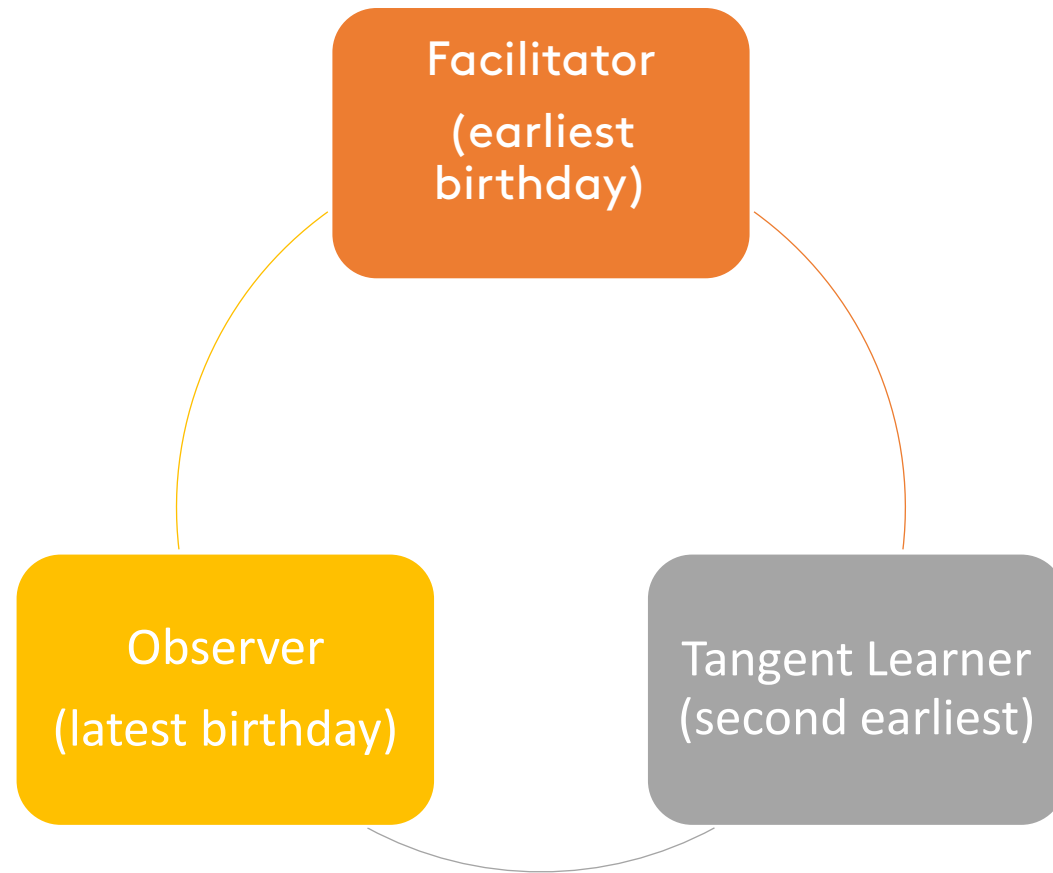 Facilitator
(earliest
birthday)
Observer
(latest birthday)
Tangent Learner
(second earliest)